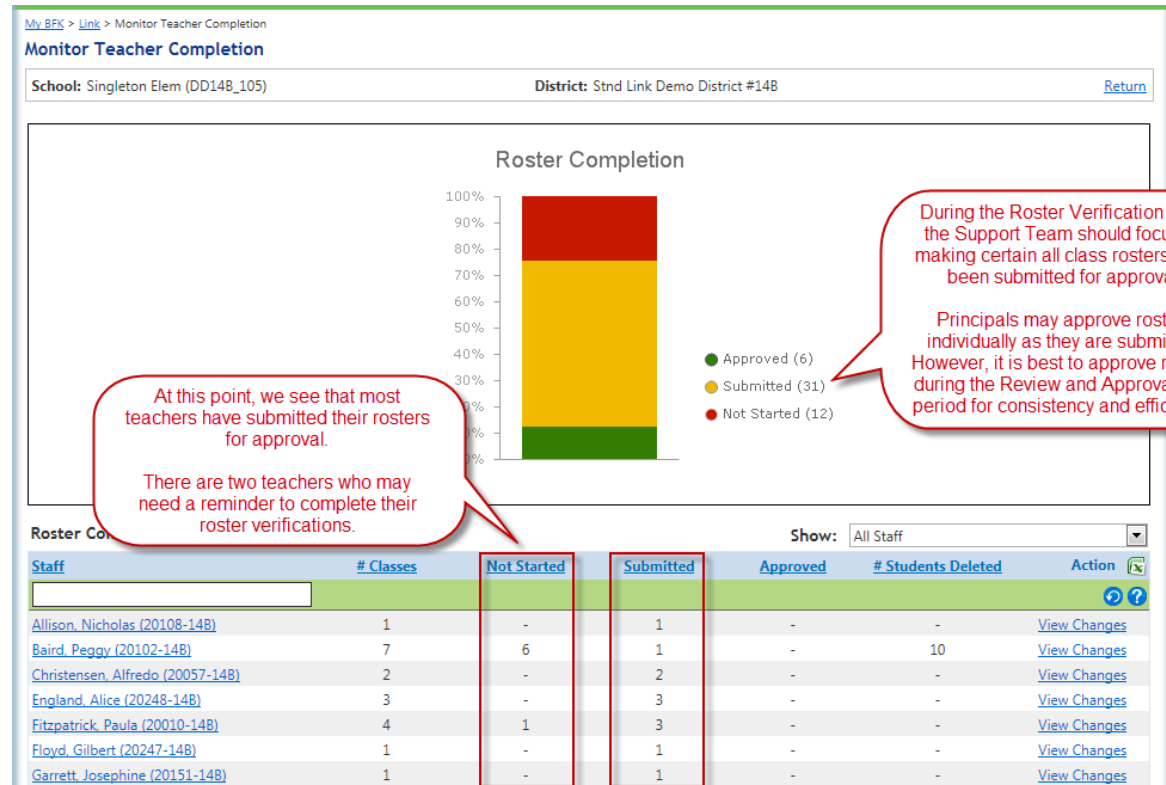 My BFK > Link > Monitor Teacher Completion
Monitor Teacher Completion
School: Singleton Elem (DD14B_105) District: Stnd Link Demo District #14B Return
Roster Completion
100%
90%
80%
70%
60%
50%
40%
30%
%
%
%
Approved (6)
Submitted (31)
Not Started (12)
During the Roster Verification
the Support Team should
making certain all class rosters
been submitted for
Principals may approve
individually as they are
However, it is best to approve
during the Review and
period for consistency and
At this point, we see that most
teachers have submitted their rosters
for approval.
There are two teachers who may
need a reminder to complete their
roster verifications.
Roster Show: All Staff
Staff # Classes Not Started Submitted Approved # Students Deleted Action
Allison, Nicholas (20108-14B) 1 - 1 - - View Changes
Baird, Peggy (20102-14B) 7 6 1 - 10 View Changes
Christensen, Alfredo (20057-14B) 2 - 2 - - View Changes
England, Alice (20248-14B) 3 - 3 - - View Changes
Fitzpatrick, Paula (20010-14B) 4 1 3 - - View Changes
Floyd, Gilbert (20247-14B) 1 - 1 - - View Changes
Garrett, Josephine (20151-14B) 1 - 1 - - View Changes